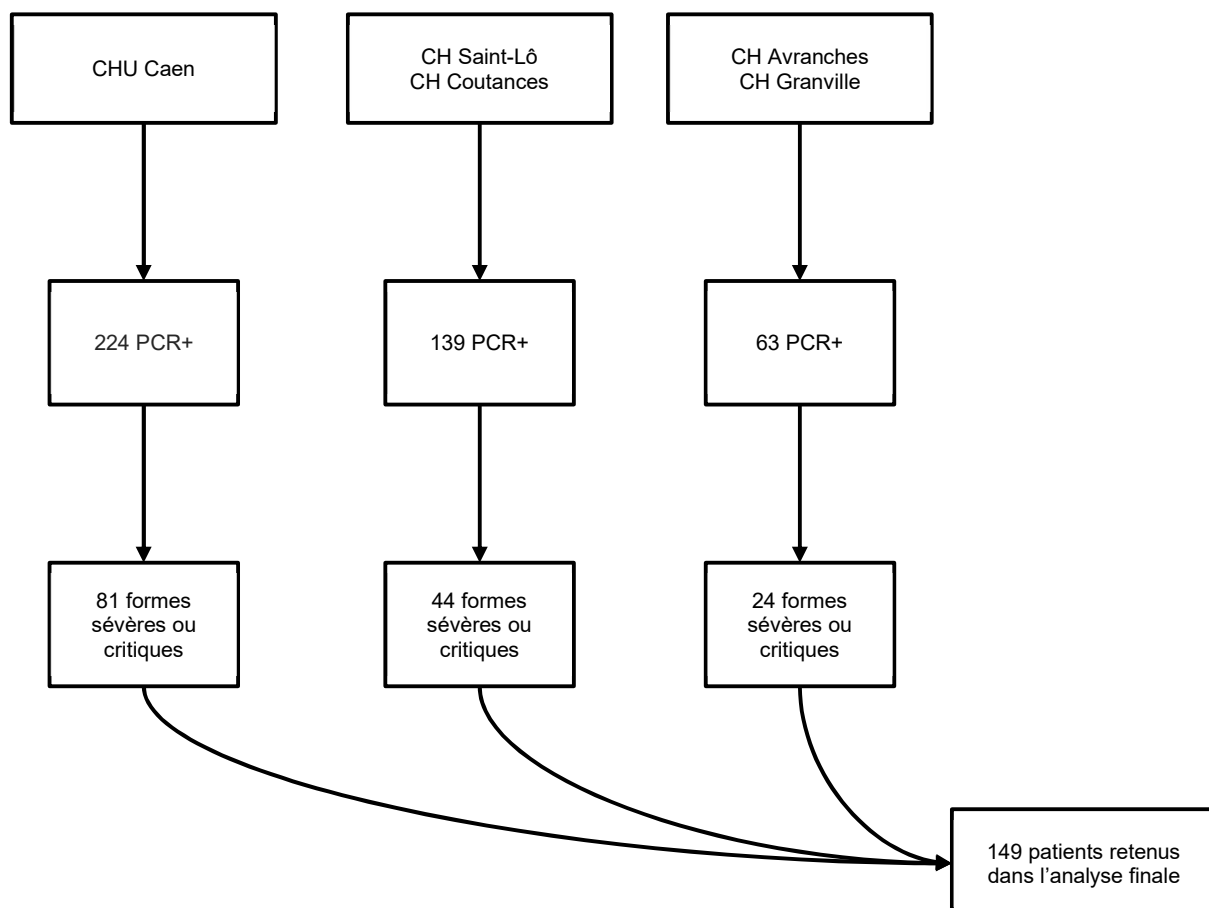 CHU Caen
CH Saint-Lô
CH Coutances
CH Avranches
CH Granville
224 PCR+
139 PCR+
63 PCR+
81 formes
sévères ou
critiques
44 formes
sévères ou
critiques
24 formes
sévères ou
critiques
149 patients retenus
dans l’analyse finale